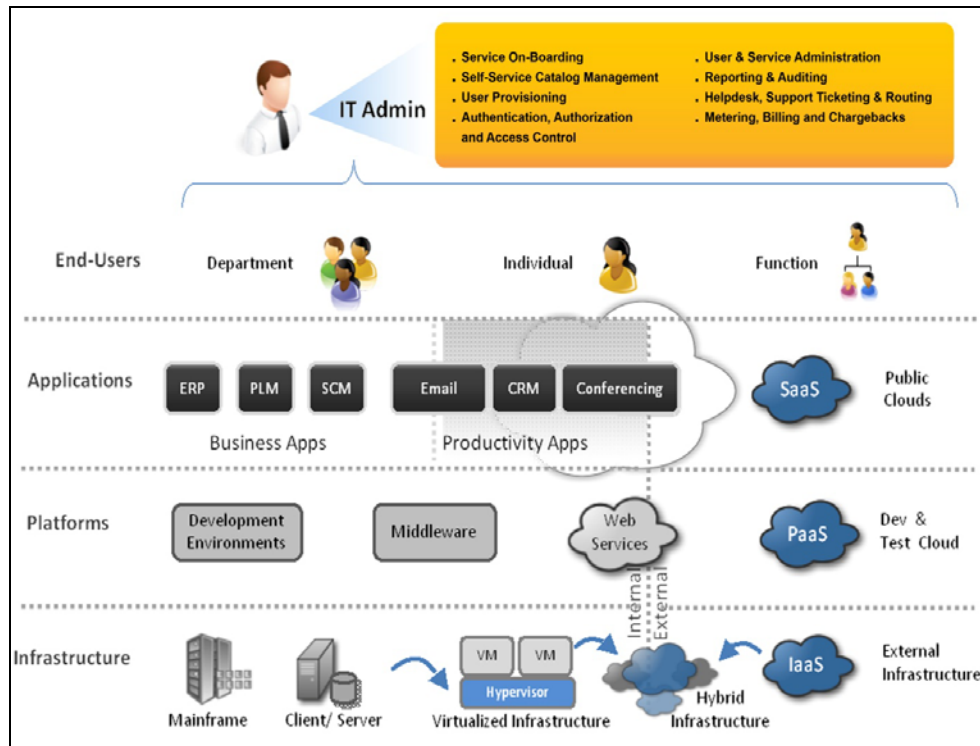 IT Admin
• Service On-Boarding
• Self-Service Catalog Management
• User Provisioning
• Authentication, Authorization
and Access Control
• User & Service Administration
• Reporting & Auditing
• Helpdesk, Support Ticketing & Routing
• Metering, Billing and Chargebacks
End-Users
Department
Individual
Function
Applications
ERP
PLM
SCM
Email
CRM
Conferencing
SaaS
Public
Clouds
Business Apps
Productivity Apps
Platforms
Development
Environments
Middleware
Web
Services
PaaS
Dev &
Test Cloud
Internal
External
Infrastructure
Mainframe
Client/ Server
VM
VM
Hypervisor
Virtualized Infrastructure
Hybrid
Infrastructure
IaaS
External
Infrastructure